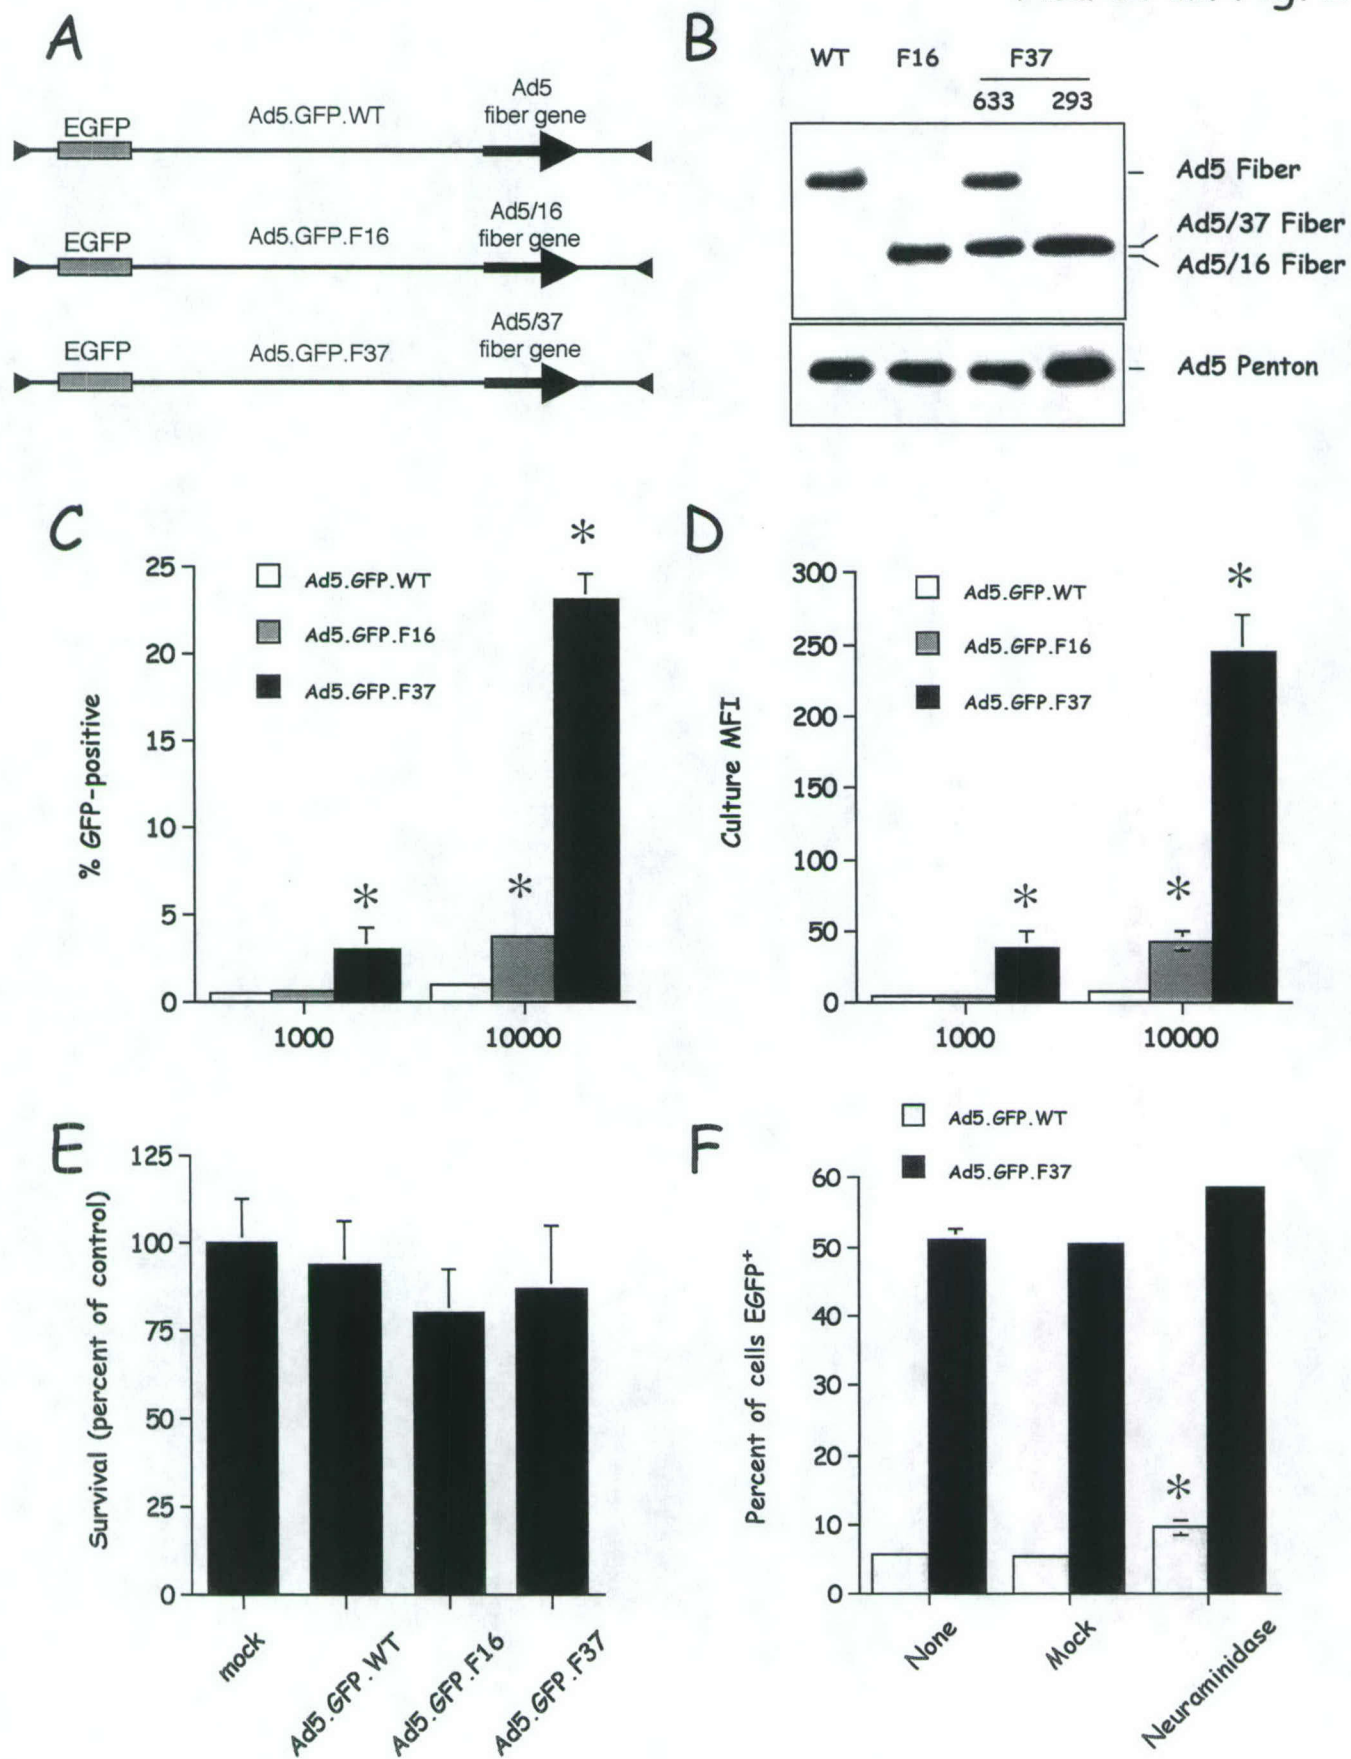 A
Ad5
fiber gene
Ad5.GFP.WT
EGFP
Ad5/16
fiber gene
Ad5.GFP.F16
EGFP
Ad5/37
fiber gene
Ad5.GFP.F37
EGFP
B
WT F16 F37
633 293
Ad5 Fiber
Ad5/37 Fiber
Ad5/16 Fiber
Ad5 Penton
C
% GFP-positive
25
20
15
10
5
0
Ad5.GFP.WT
Ad5.GFP.F16
Ad5.GFP.F37
*
*
*
1000 10000
D
Culture MFI
300
250
200
150
100
50
0
Ad5.GFP.WT
Ad5.GFP.F16
Ad5.GFP.F37
*
*
*
1000 10000
E
Survival (percent of control)
125
100
75
50
25
0
mock
Ad5.GFP.WT
Ad5.GFP.F16
Ad5.GFP.F37
F
Ad5.GFP.WT
Ad5.GFP.F37
Percent of cells EGFP⁺
60
50
40
30
20
10
0
*
None
Mock
Neuraminidase